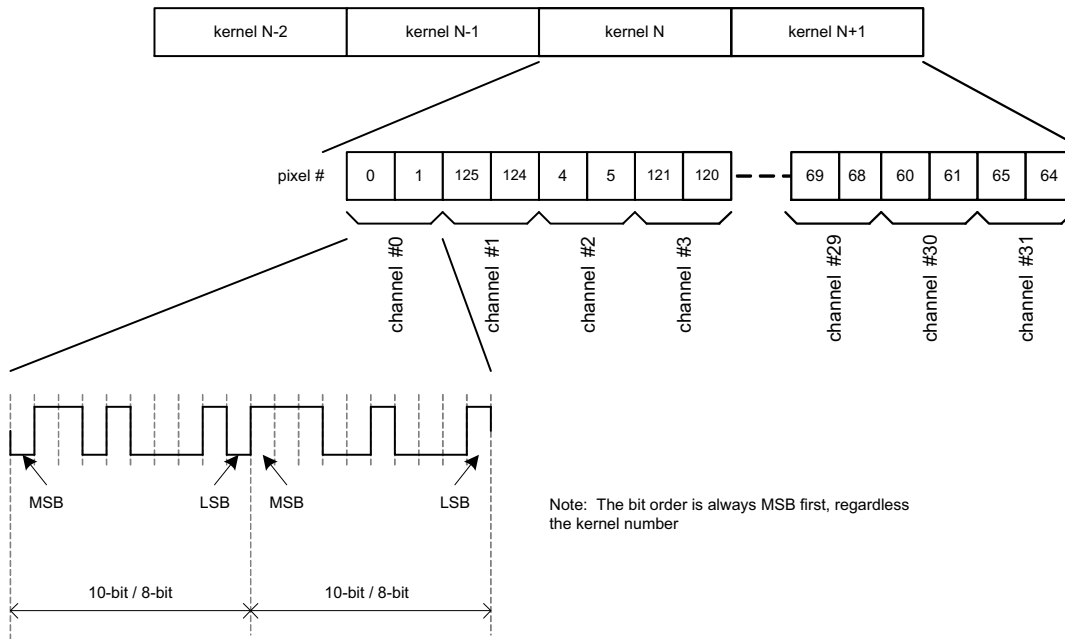 kernel N-2 kernel N-1 kernel N kernel N+1
pixel # 0 1 125 124 4 5 121 120 69 68 60 61 65 64
channel #0 channel #1 channel #2 channel #3 channel #29 channel #30 channel #31
MSB LSB MSB LSB
Note: The bit order is always MSB first, regardless
the kernel number
10-bit / 8-bit 10-bit / 8-bit